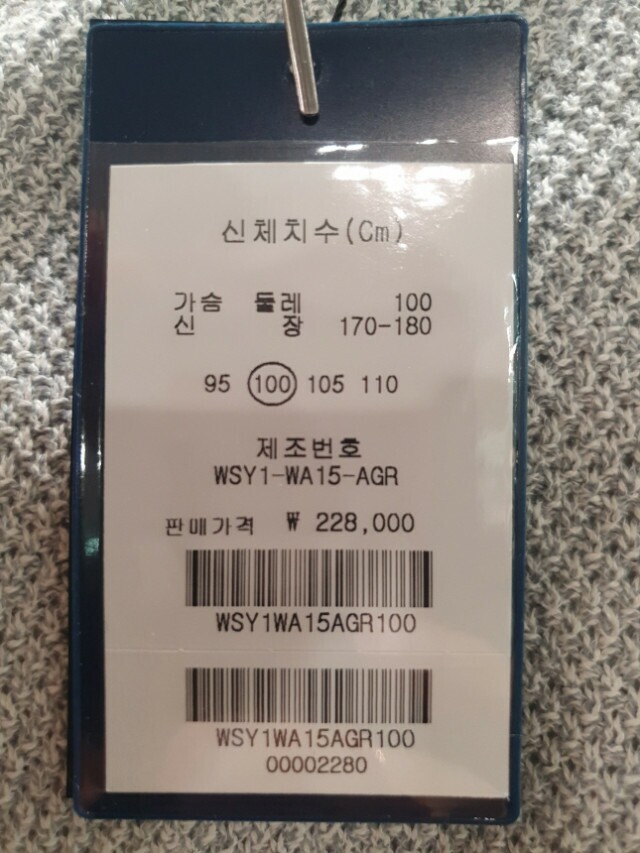 신체치수(Cm)
가슴 둘레 100
신 장 170-180
95 100 105 110
제조번호
WSY1-WA15-AGR
판매가격 ₩ 228,000
WSY1WA15AGR100
WSY1WA15AGR100
00002280